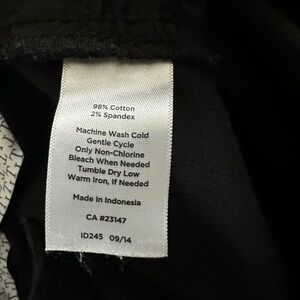 98% Cotton
2% Spandex
Machine Wash Cold
Gentle Cycle
Only Non-Chlorine
Bleach When Needed
Tumble Dry Low
Warm Iron, If Needed
Made in Indonesia
CA #23147
ID245 09/14